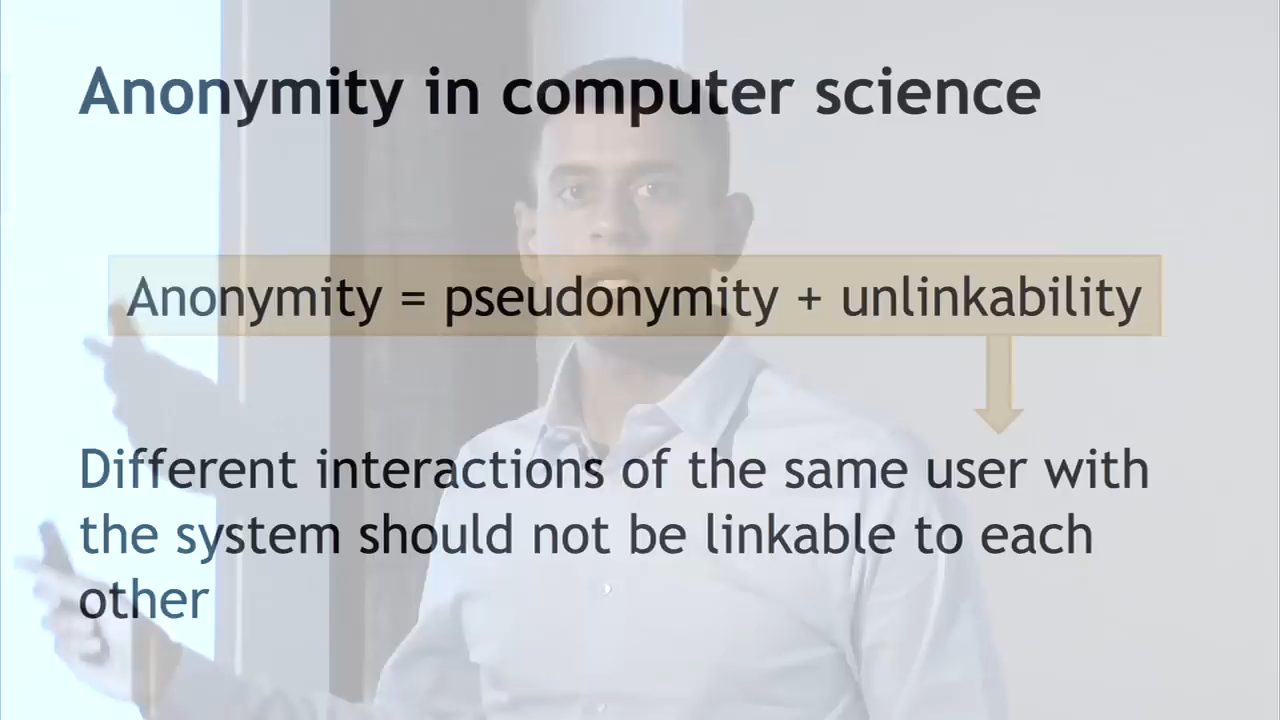 Anonymity in computer science
Anonymity = pseudonymity + unlinkability
Different interactions of the same user with
the system should not be linkable to each
other